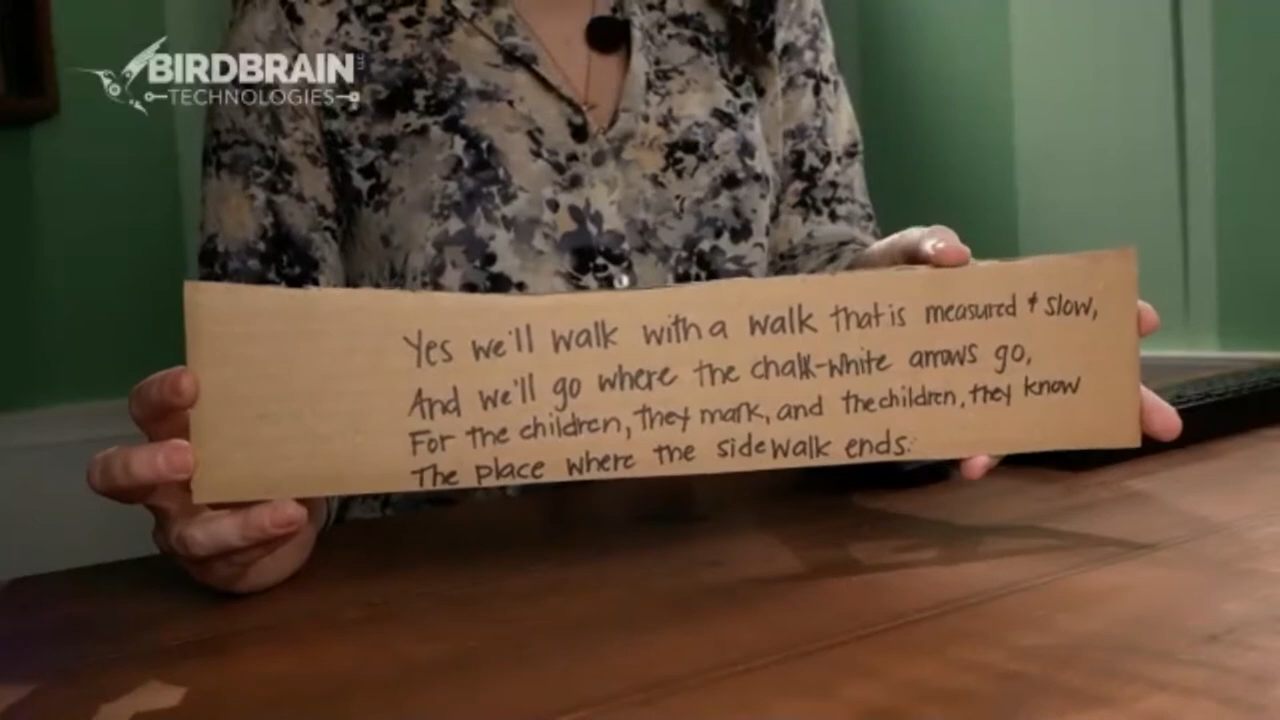 BIRDBRAIN LLC
TECHNOLOGIES
Yes we'll walk with a walk that is measured + slow,
And we'll go where the chalk-white arrows go,
For the children, they mark, and the children, they know
The place where the sidewalk ends.